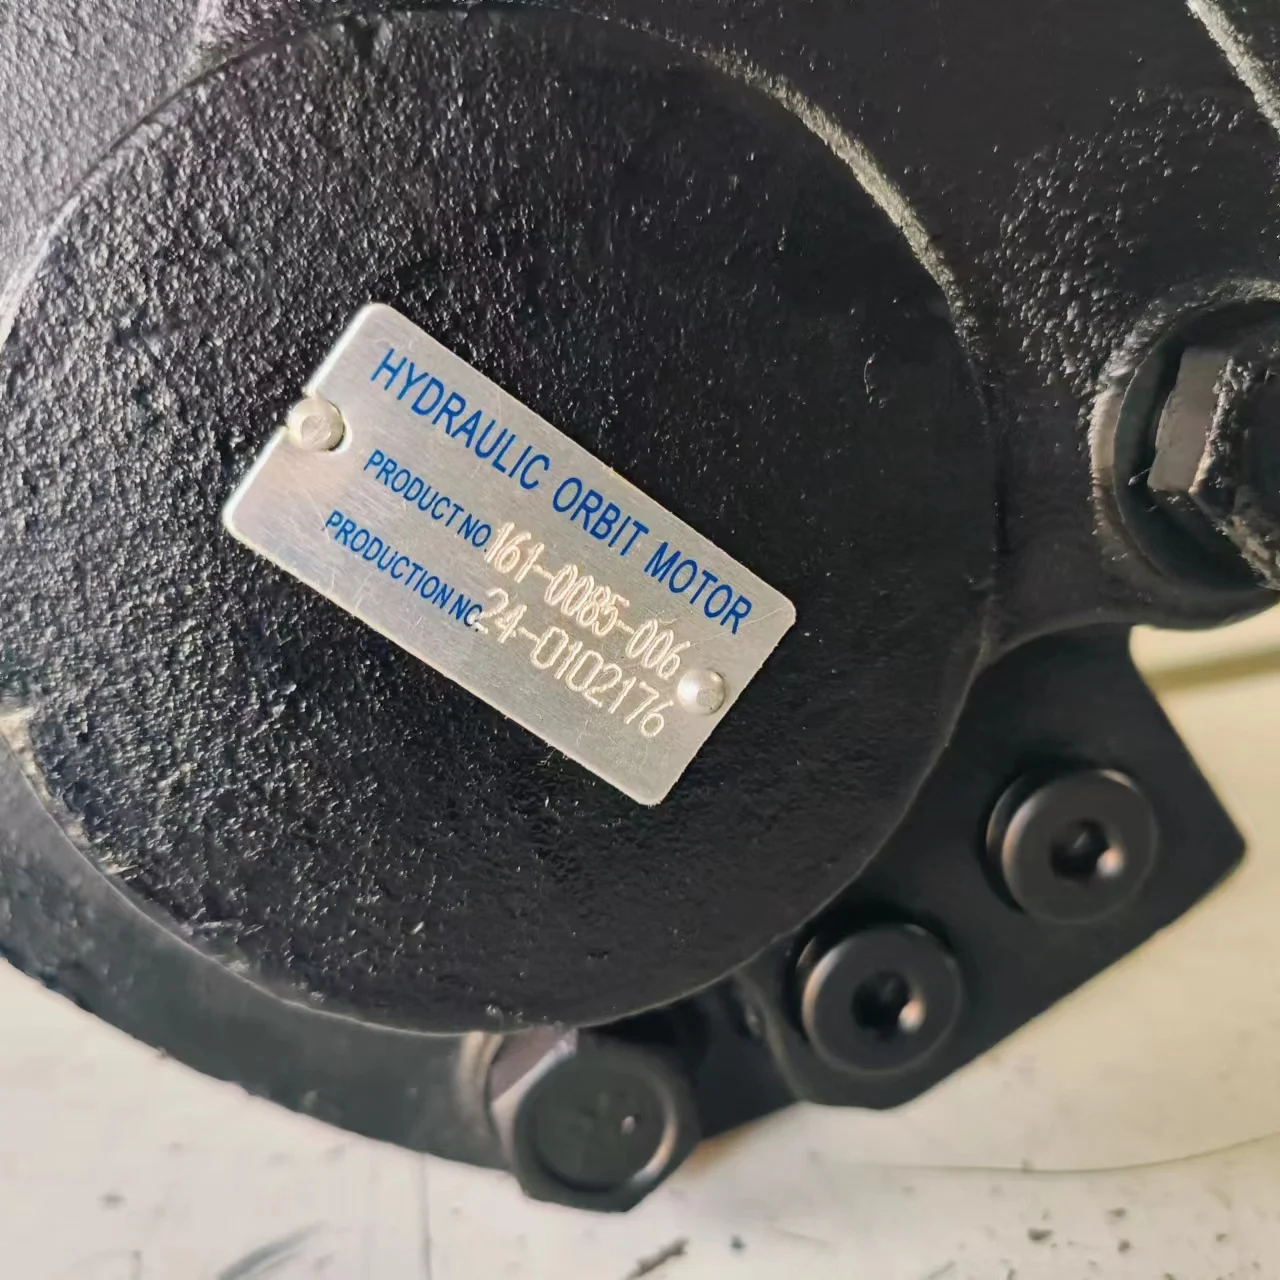 HYDRAULIC ORBIT MOTOR
PRODUCT NO. 161-0085-006
PRODUCTION NO. 24-0102176